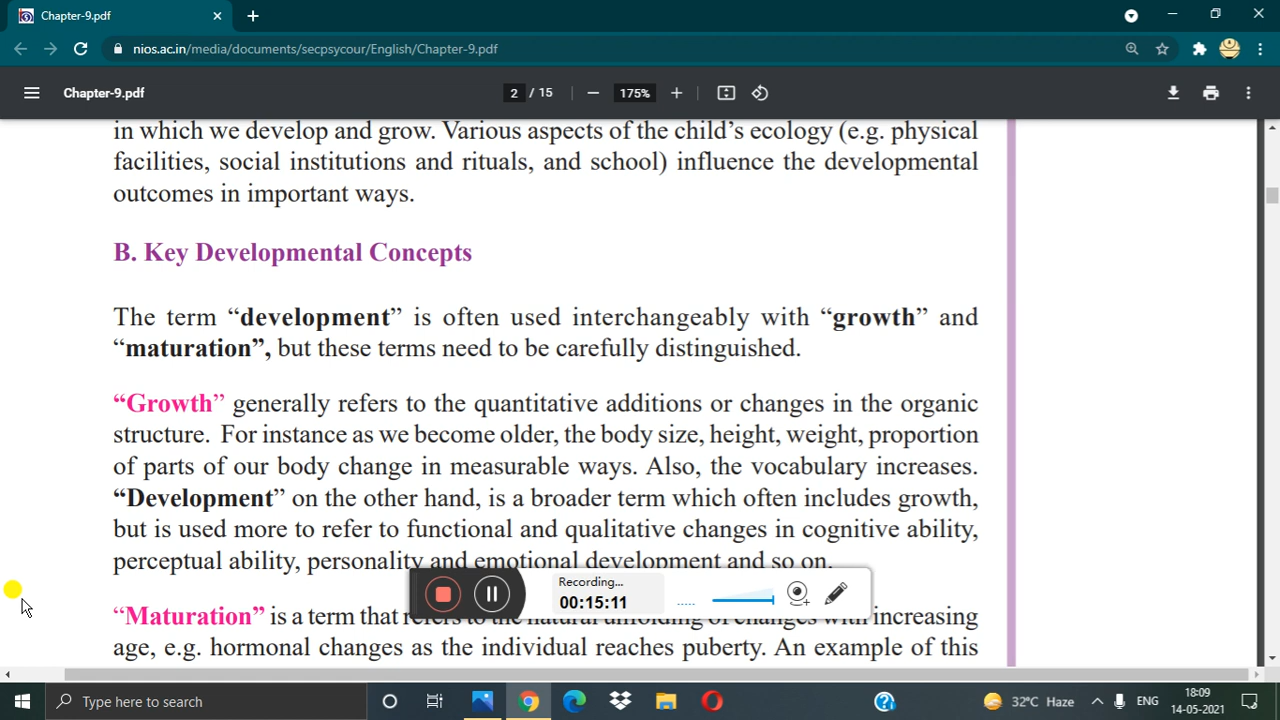 Chapter-9.pdf
nios.ac.in/media/documents/secpsycour/English/Chapter-9.pdf
Chapter-9.pdf 2 / 15 175%
in which we develop and grow. Various aspects of the child’s ecology (e.g. physical
facilities, social institutions and rituals, and school) influence the developmental
outcomes in important ways.
B. Key Developmental Concepts
The term “development” is often used interchangeably with “growth” and
“maturation”, but these terms need to be carefully distinguished.
“Growth” generally refers to the quantitative additions or changes in the organic
structure. For instance as we become older, the body size, height, weight, proportion
of parts of our body change in measurable ways. Also, the vocabulary increases.
“Development” on the other hand, is a broader term which often includes growth,
but is used more to refer to functional and qualitative changes in cognitive ability,
perceptual ability, personality and emotional development and so on.
Recording...
00:15:11
“Maturation” is a term that refers to the natural unfolding of changes with increasing
age, e.g. hormonal changes as the individual reaches puberty. An example of this
Type here to search
32°C Haze
ENG
18:09
14-05-2021